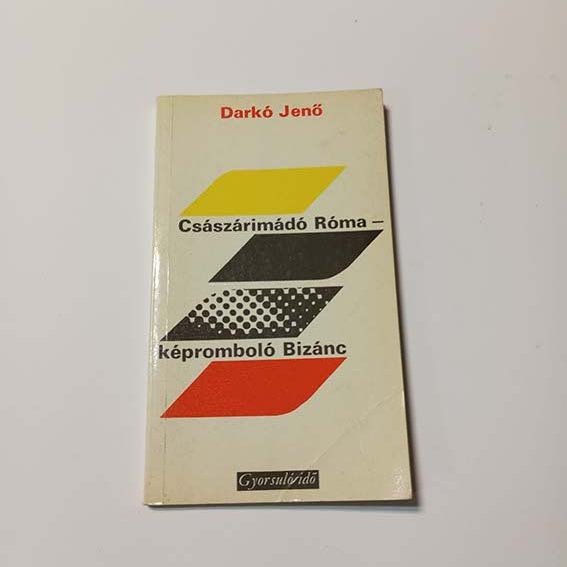 Darkó Jenő
Császárimádó Róma –
képromboló Bizánc
Gyorsuló idő